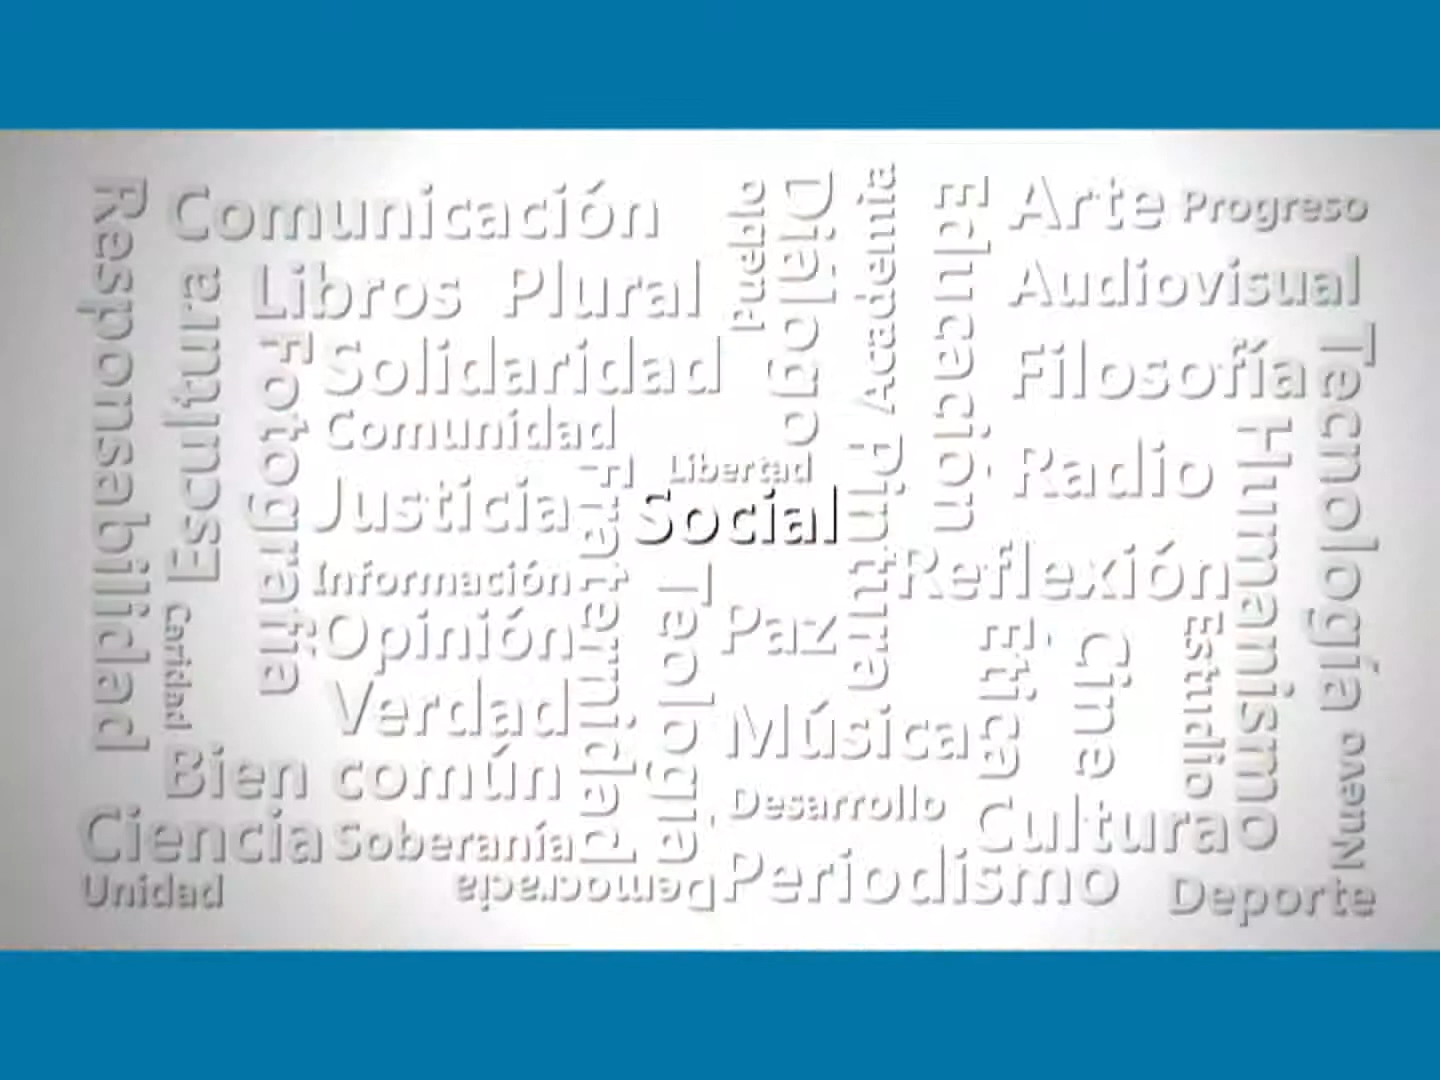 Responsabilidad
Comunicación
Pueblo
Diálogo
Academia
Educación
Arte
Progreso
Escultura
Libros
Plural
Audiovisual
Fotografía
Solidaridad
Filosofía
Tecnología
Comunidad
Libertad
Justicia
Social
Pintura
Radio
Humanismo
Fraternidad
Información
Teología
Reflexión
Caridad
Opinión
Paz
Ética
Cine
Estudio
Verdad
Música
Nuevo
Bien común
Desarrollo
Cultura
Ciencia
Soberanía
Periodismo
Unidad
Democracia
Deporte